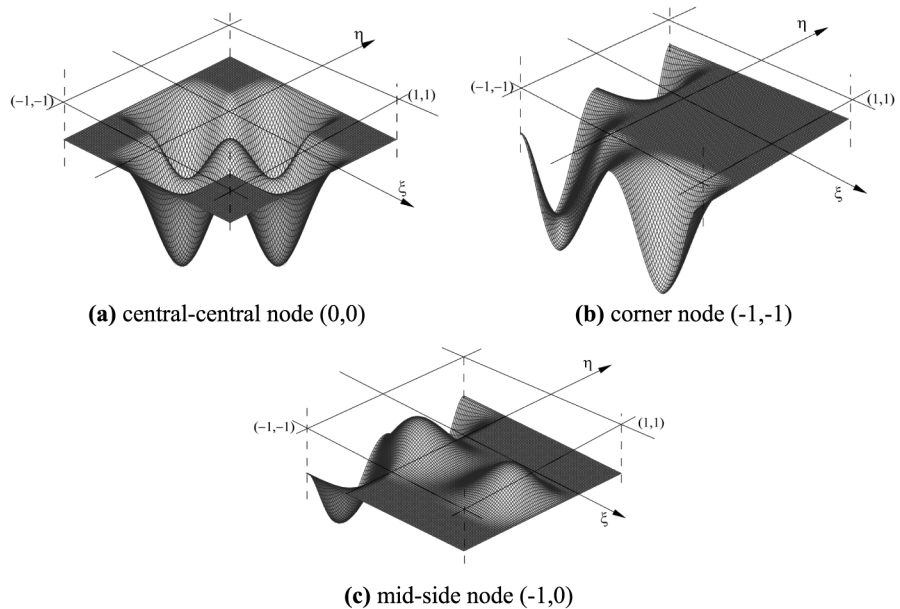 η
(−1,−1)
(1,1)
ξ
(a) central-central node (0,0)
η
(−1,−1)
(1,1)
ξ
(b) corner node (-1,-1)
η
(−1,−1)
(1,1)
ξ
(c) mid-side node (-1,0)